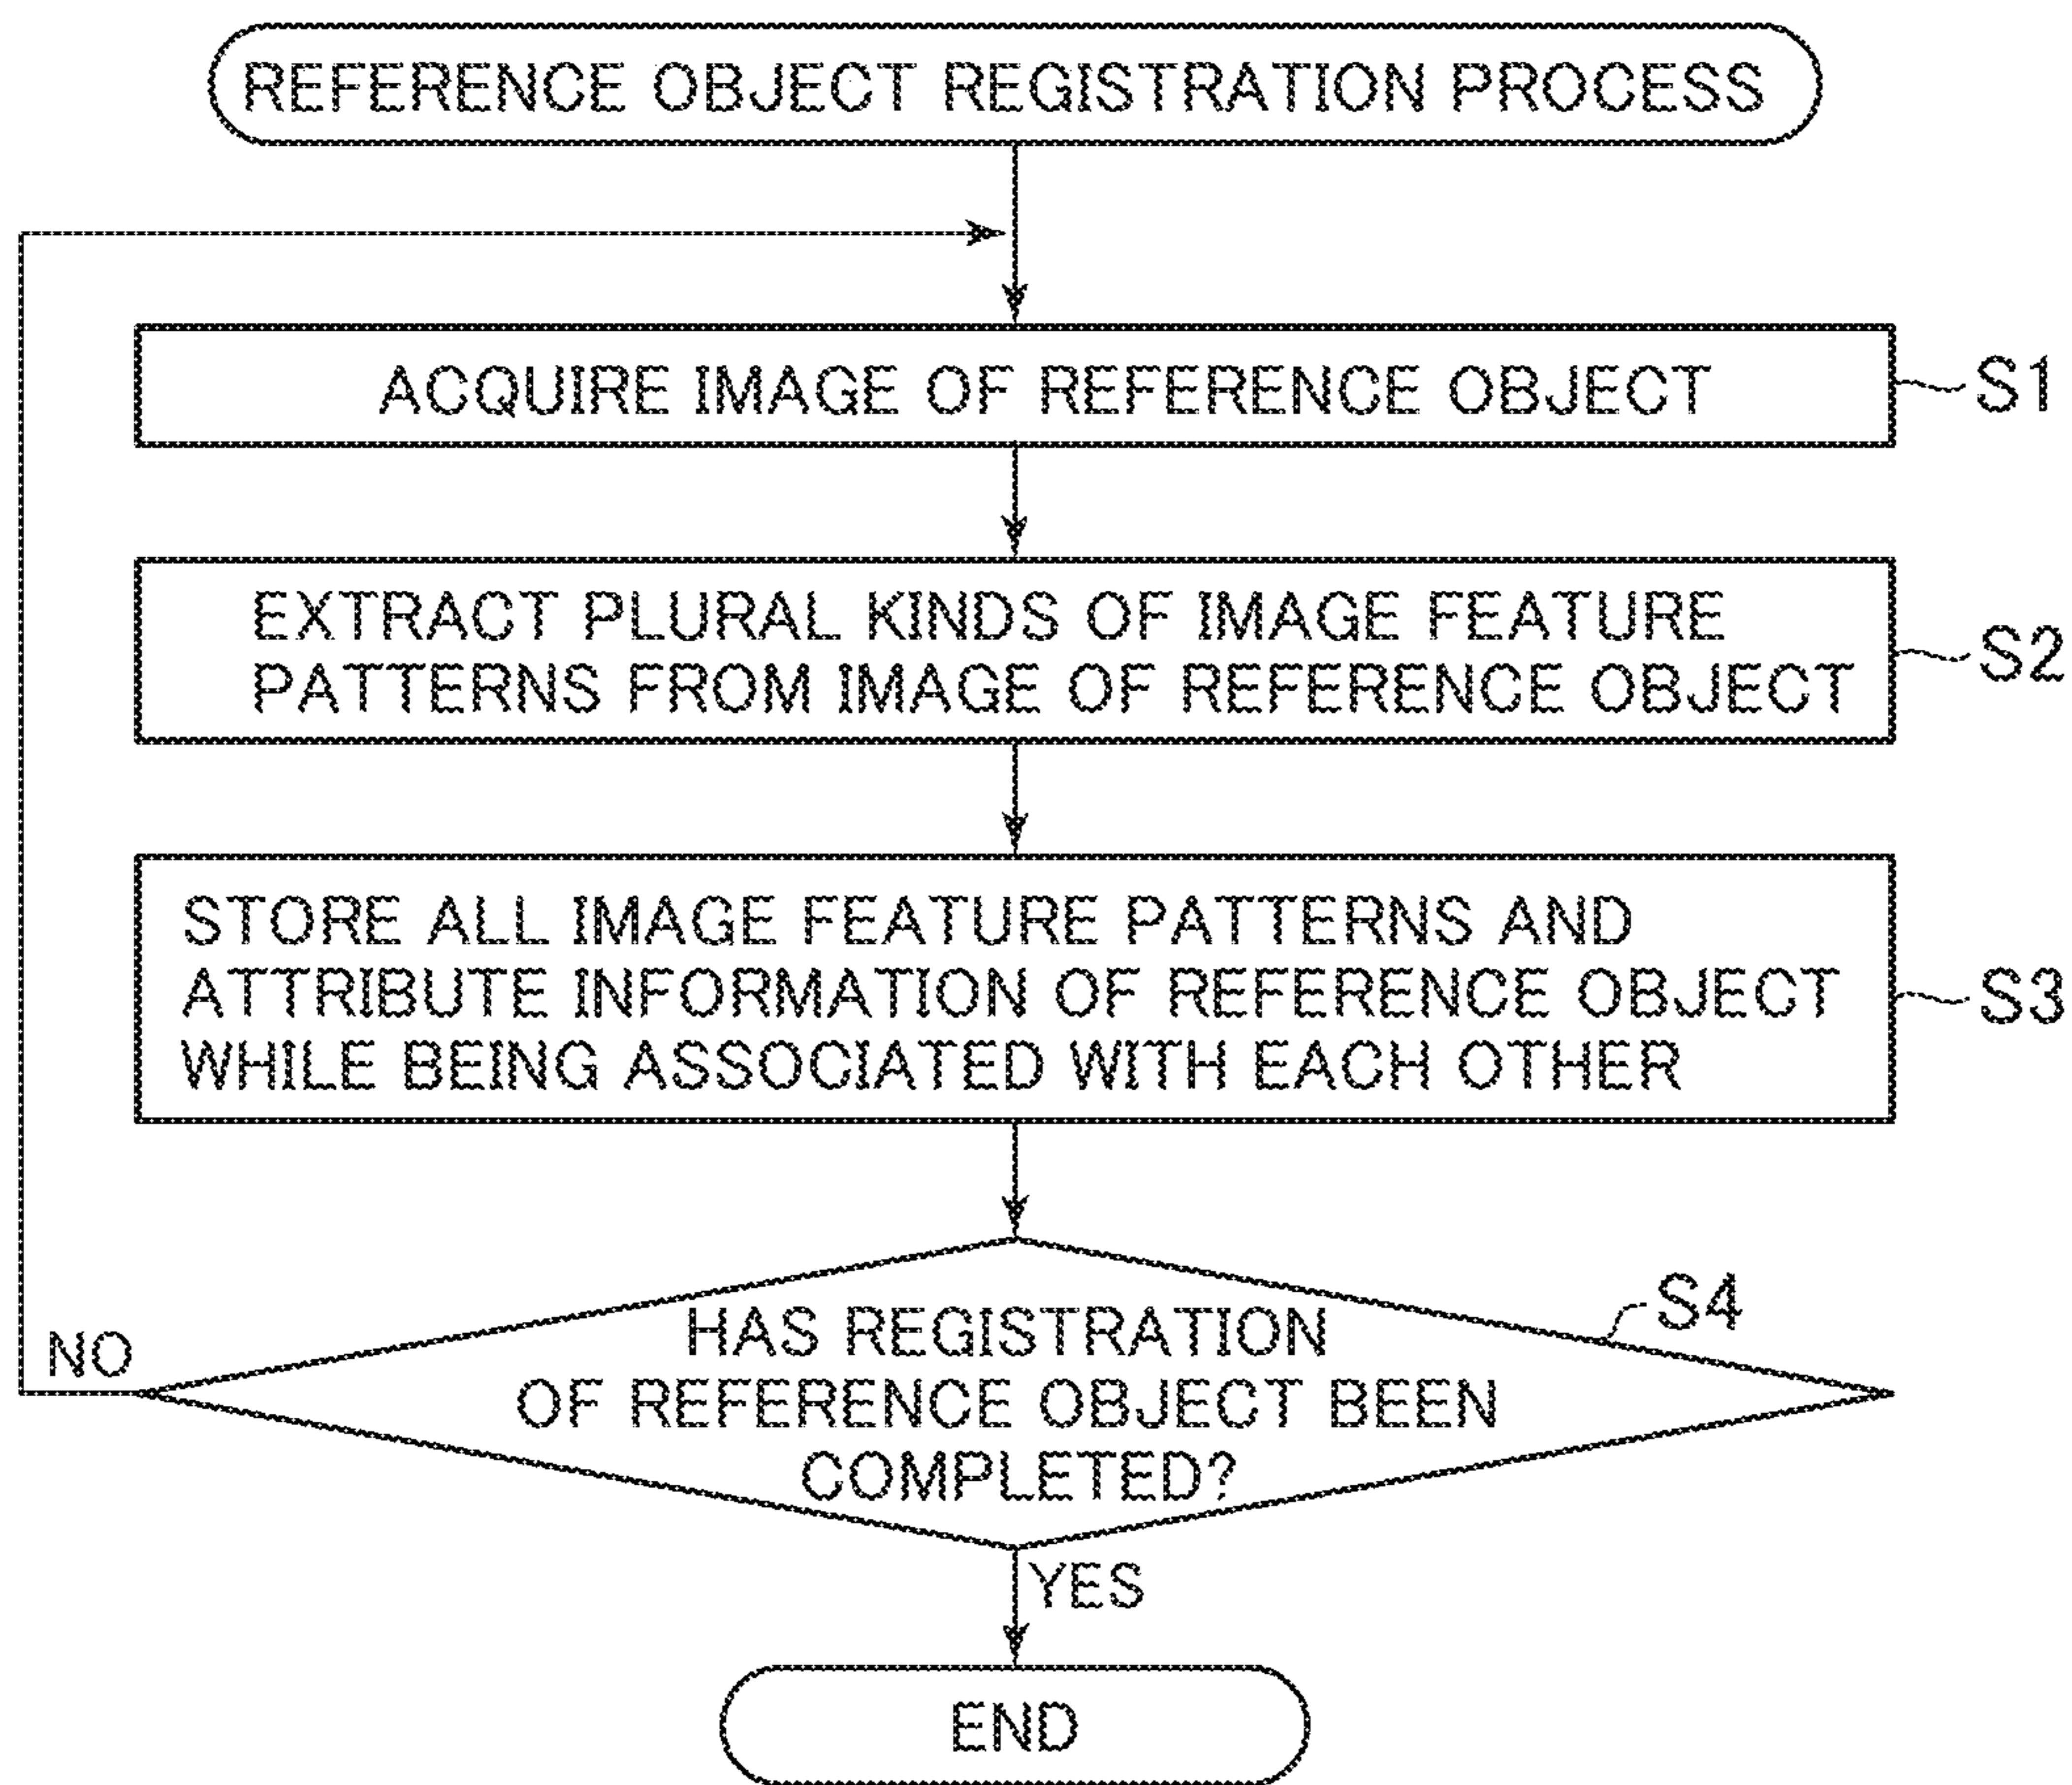 REFERENCE OBJECT REGISTRATION PROCESS
ACQUIRE IMAGE OF REFERENCE OBJECT
S1
EXTRACT PLURAL KINDS OF IMAGE FEATURE
PATTERNS FROM IMAGE OF REFERENCE OBJECT
S2
STORE ALL IMAGE FEATURE PATTERNS AND
ATTRIBUTE INFORMATION OF REFERENCE OBJECT
WHILE BEING ASSOCIATED WITH EACH OTHER
S3
S4
HAS REGISTRATION
OF REFERENCE OBJECT BEEN
COMPLETED?
NO
YES
END